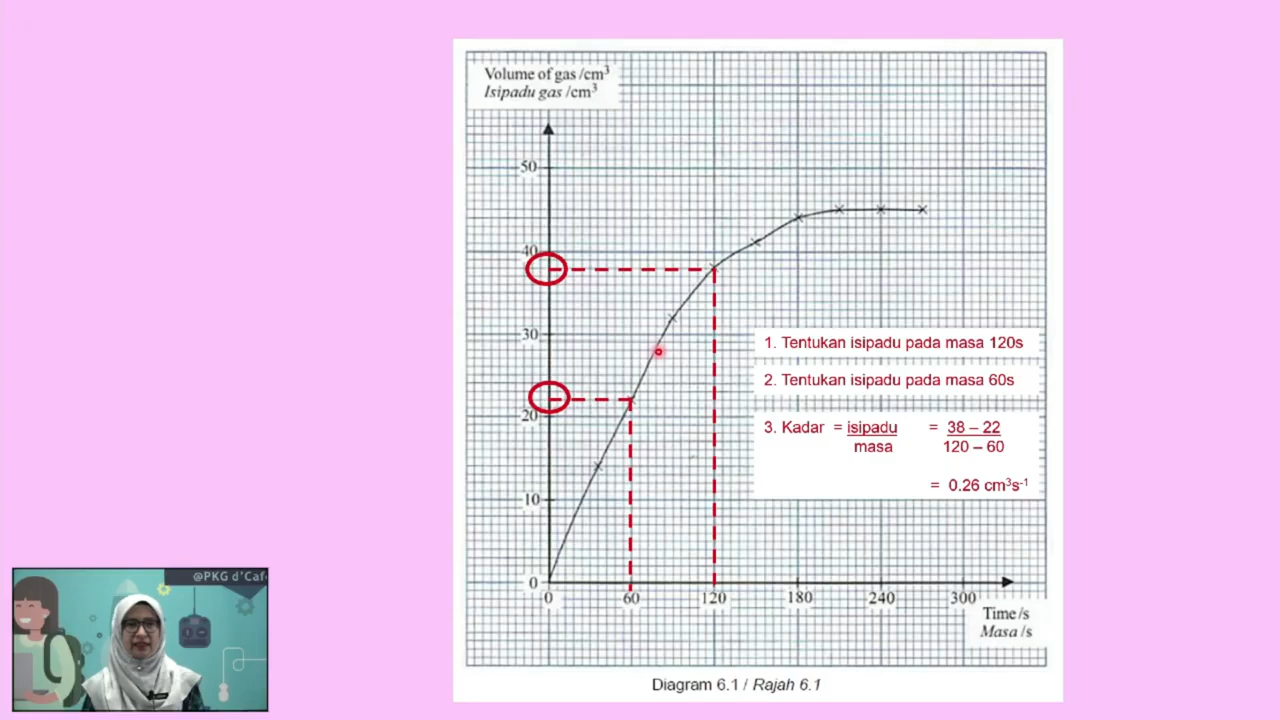 Volume of gas /cm³
Isipadu gas /cm³
50
40
30
20
10
0
0 60 120 180 240 300
Time /s
Masa /s
1. Tentukan isipadu pada masa 120s
2. Tentukan isipadu pada masa 60s
3. Kadar = isipadu = 38 – 22
masa 120 – 60
= 0.26 cm³s⁻¹
Diagram 6.1 / Rajah 6.1
@PKG d'Caf